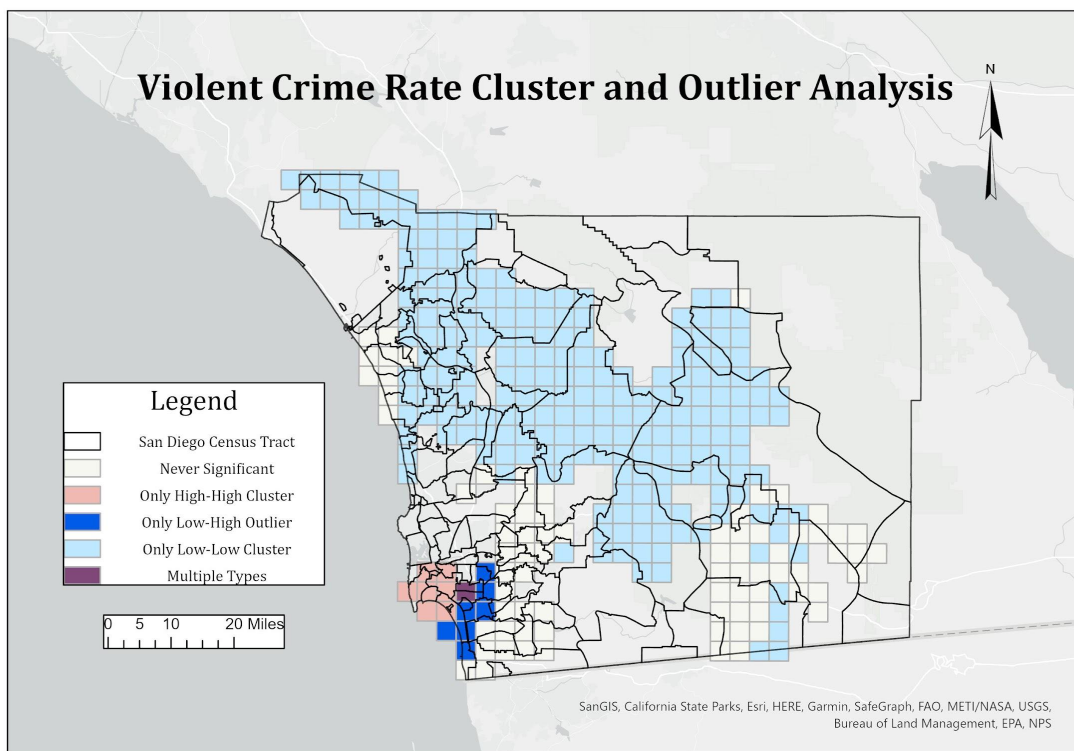 Violent Crime Rate Cluster and Outlier Analysis
N
Legend
San Diego Census Tract
Never Significant
Only High-High Cluster
Only Low-High Outlier
Only Low-Low Cluster
Multiple Types
0 5 10 20 Miles
SanGIS, California State Parks, Esri, HERE, Garmin, SafeGraph, FAO, METI/NASA, USGS,
Bureau of Land Management, EPA, NPS